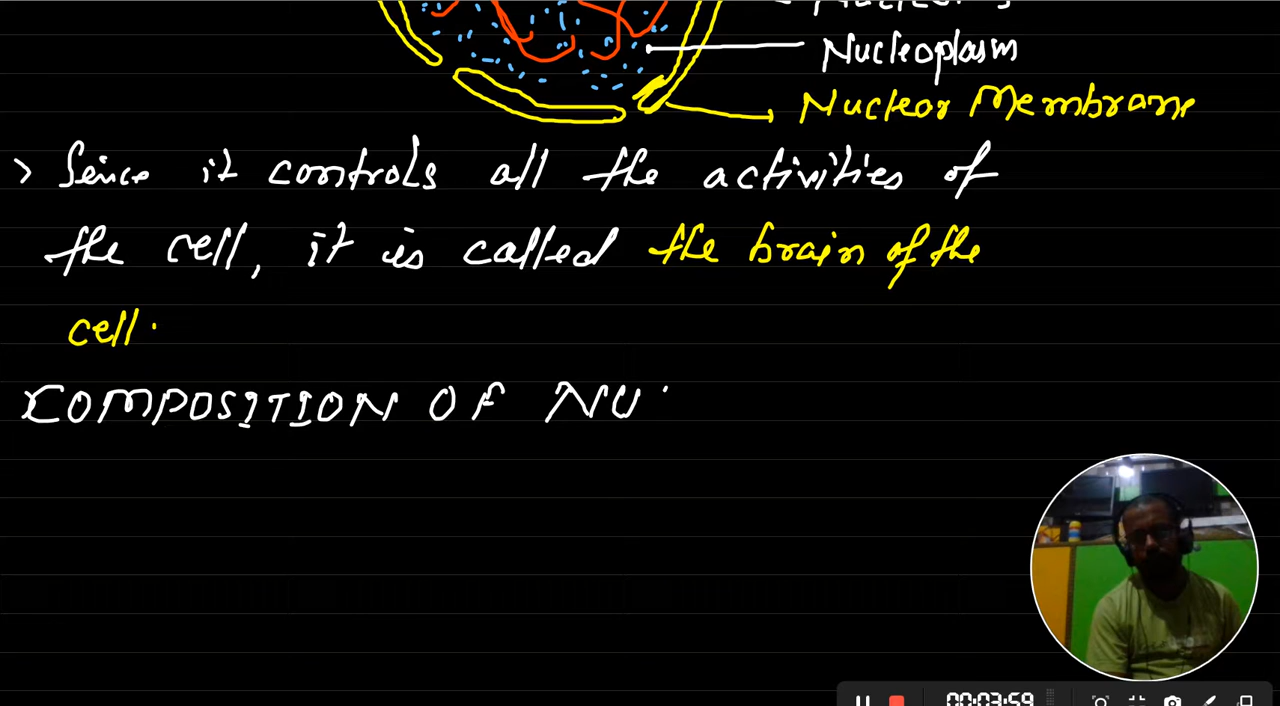 Nucleoplasm
Nuclear Membrane
> Seince it controls all the activities of
the cell, it is called the brain of the
cell.
COMPOSITION OF NU
00:03:59